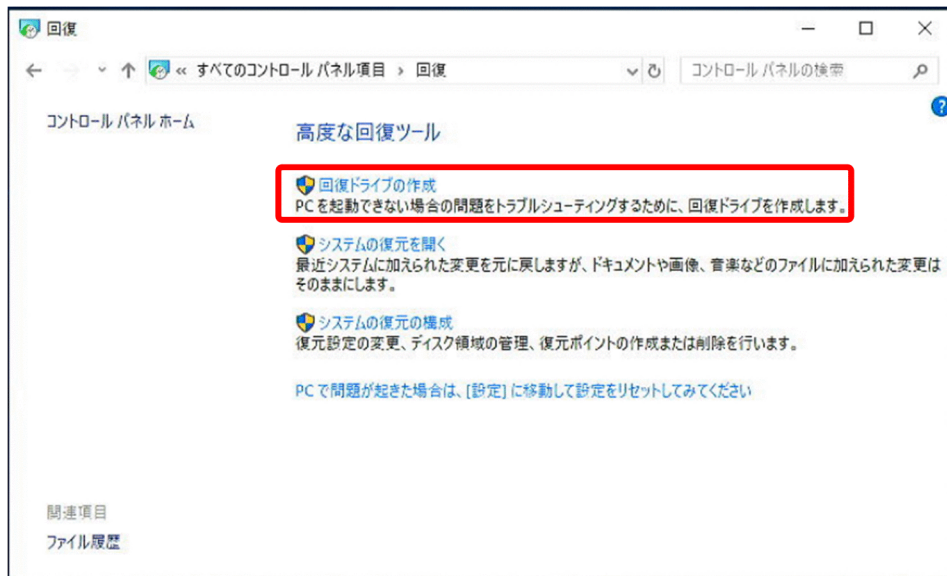 回復
« すべてのコントロール パネル項目 › 回復
コントロール パネルの検索
コントロール パネル ホーム
高度な回復ツール
回復ドライブの作成
PC を起動できない場合の問題をトラブルシューティングするために、回復ドライブを作成します。
システムの復元を開く
最近システムに加えられた変更を元に戻しますが、ドキュメントや画像、音楽などのファイルに加えられた変更は
そのままにします。
システムの復元の構成
復元設定の変更、ディスク領域の管理、復元ポイントの作成または削除を行います。
PC で問題が起きた場合は、[設定] に移動して設定をリセットしてみてください
関連項目
ファイル履歴